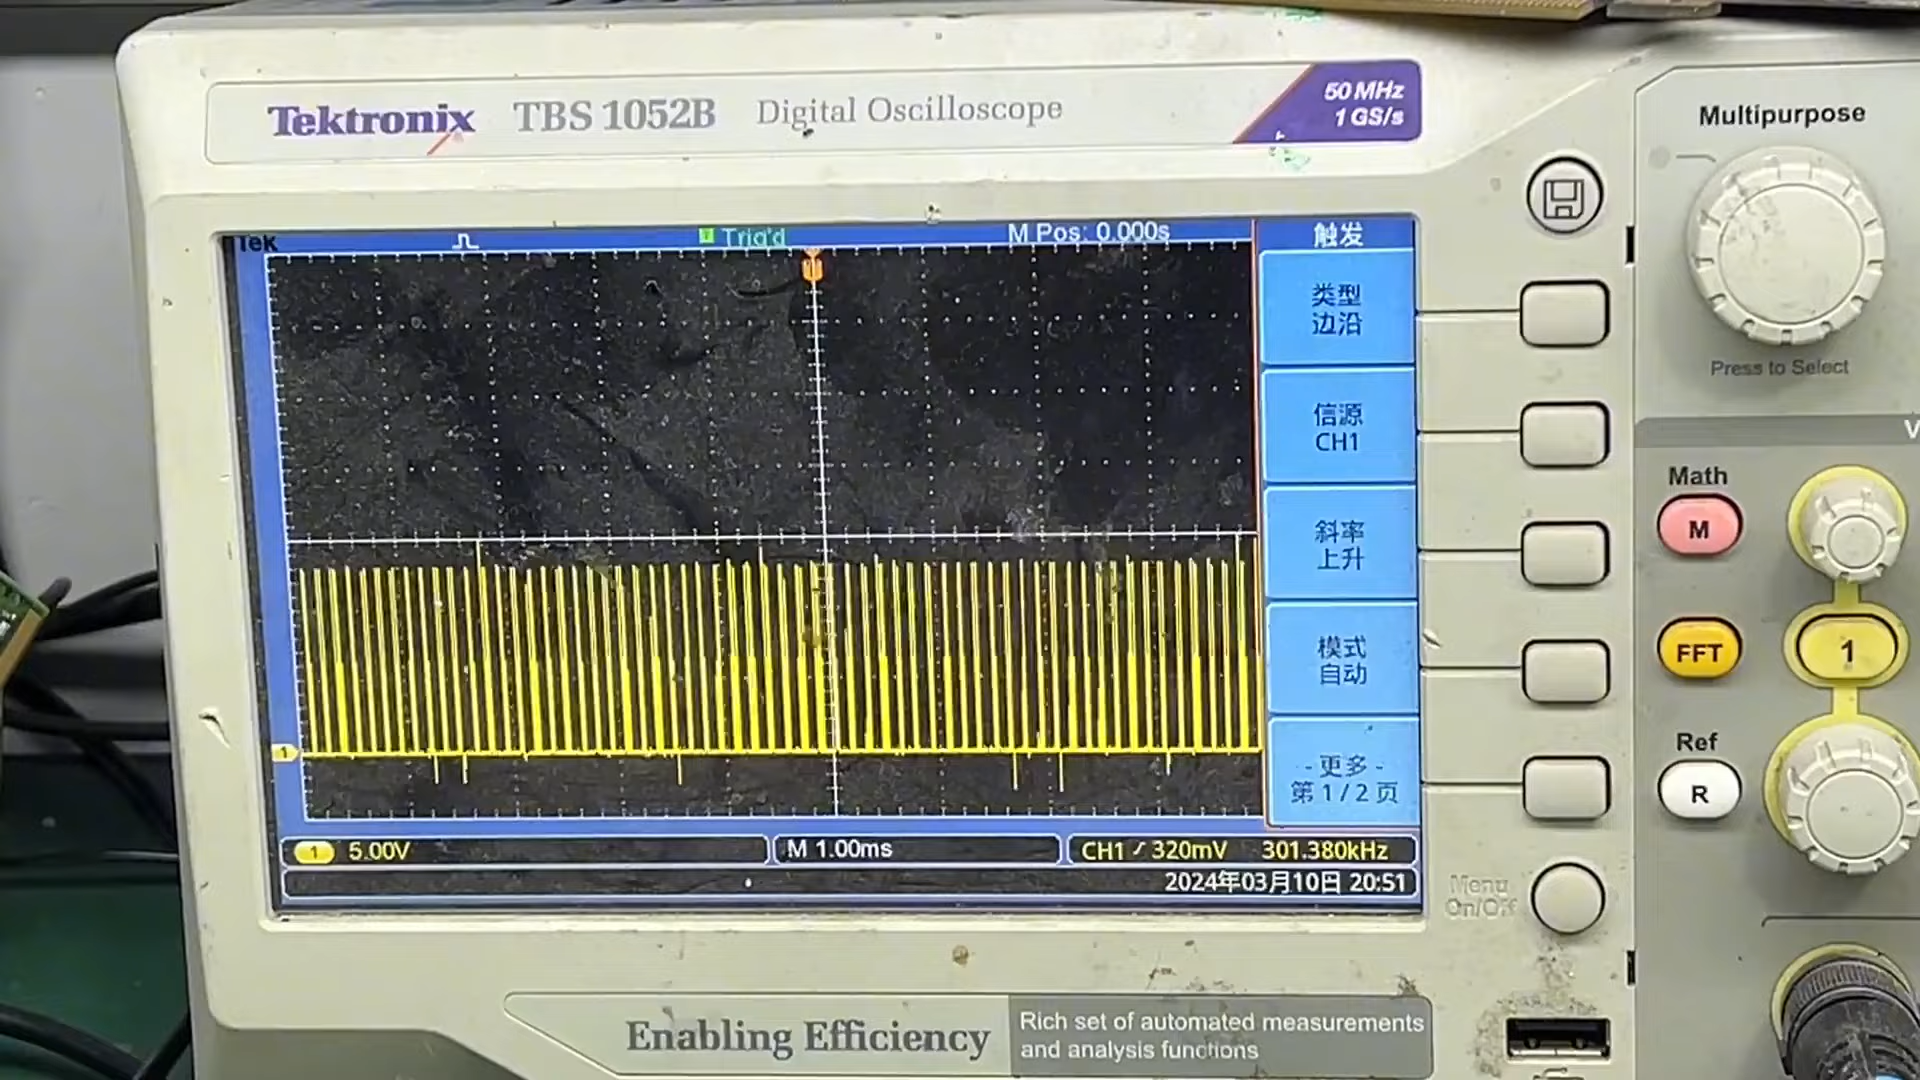 Tektronix TBS 1052B Digital Oscilloscope
50 MHz
1 GS/s
Multipurpose
Press to Select
Tek Trig'd M Pos: 0.000s
触发
类型
边沿
信源
CH1
斜率
上升
模式
自动
-更多-
第1/2页
1
1 5.00V M 1.00ms CH1 320mV 301.380kHz
2024年03月10日 20:51
Math
M
FFT
1
Ref
R
V
Menu
On/Off
Enabling Efficiency
Rich set of automated measurements
and analysis functions